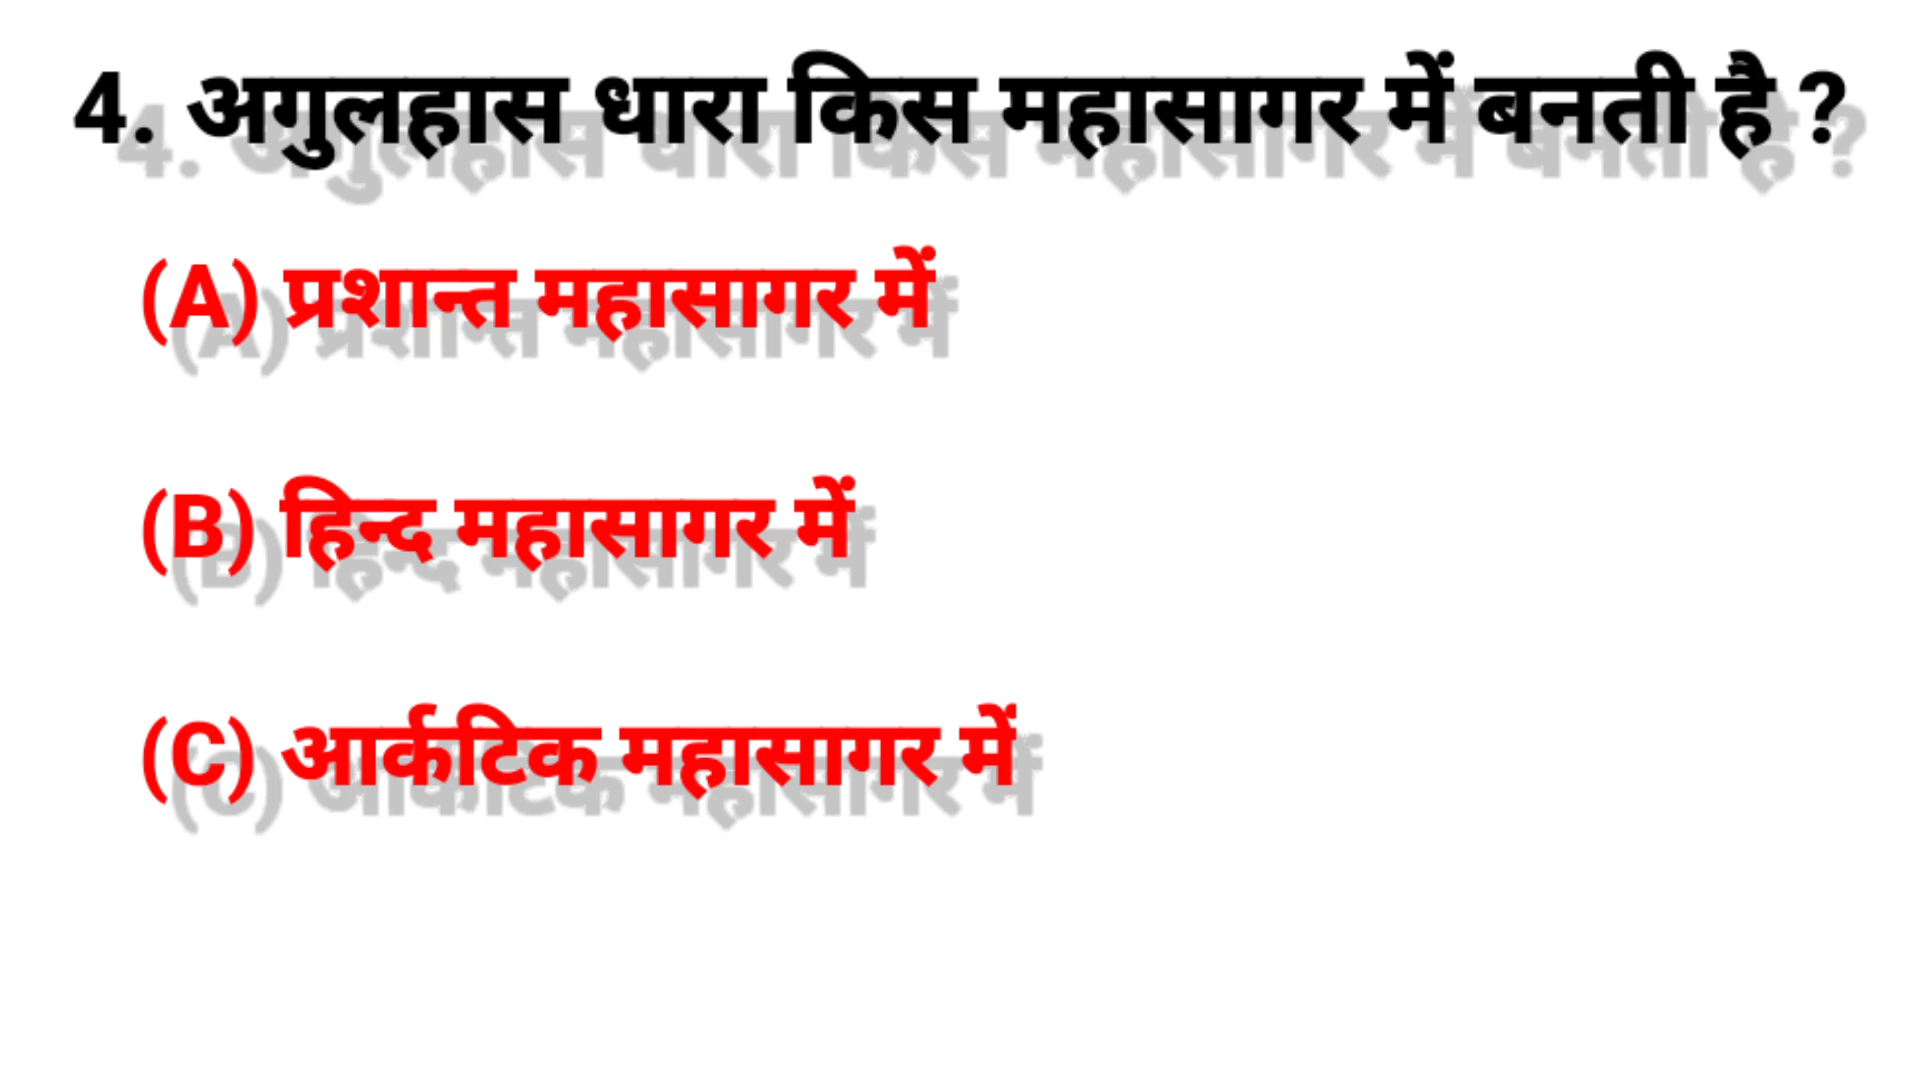 4. अगुलहास धारा किस महासागर में बनती है ?
(A) प्रशान्त महासागर में
(B) हिन्द महासागर में
(C) आर्कटिक महासागर में